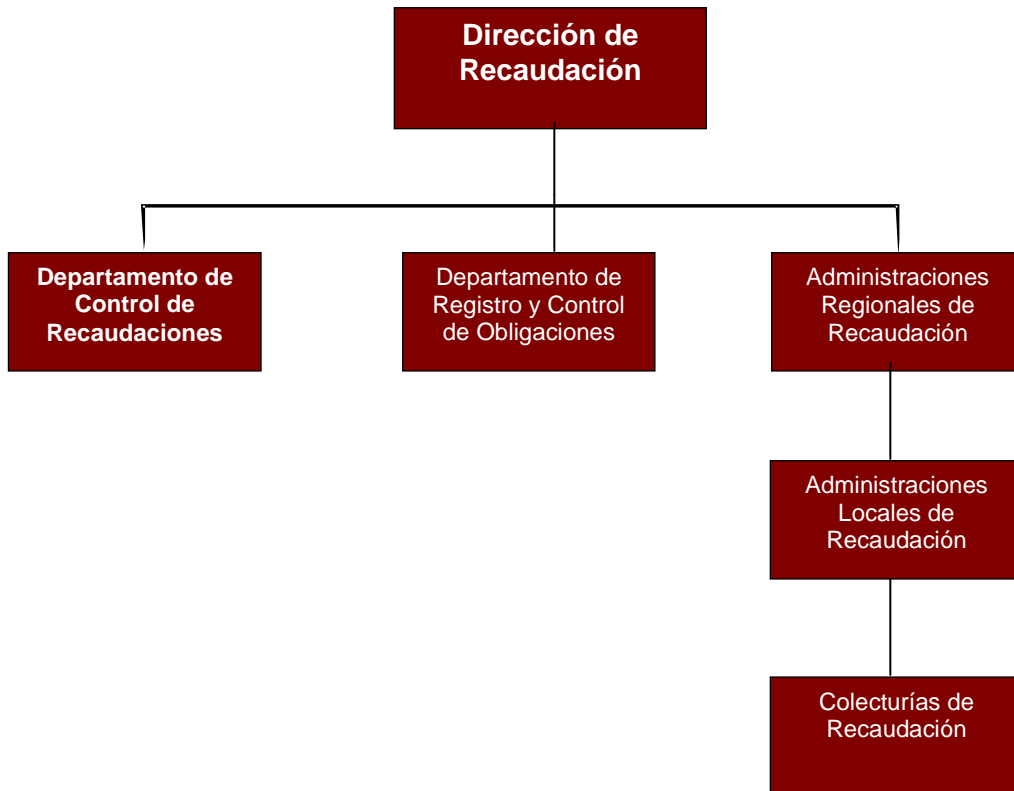 Dirección de
Recaudación
Departamento de
Control de
Recaudaciones
Departamento de
Registro y Control
de Obligaciones
Administraciones
Regionales de
Recaudación
Administraciones
Locales de
Recaudación
Colecturías de
Recaudación